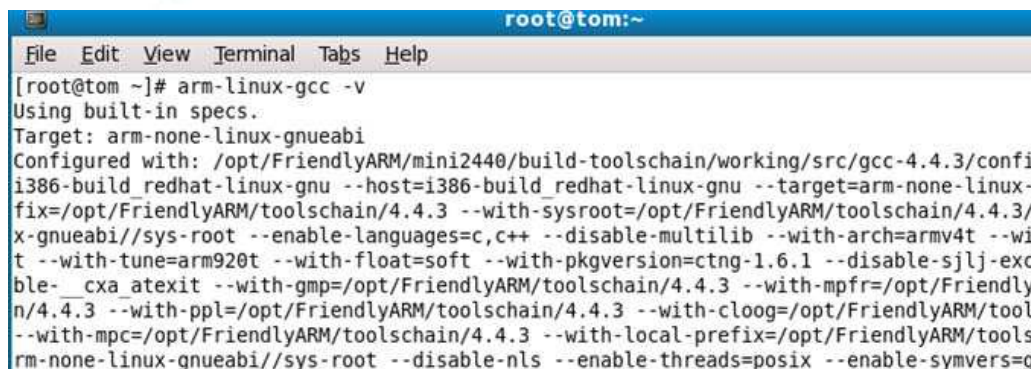 root@tom:~
File Edit View Terminal Tabs Help
[root@tom ~]# arm-linux-gcc -v
Using built-in specs.
Target: arm-none-linux-gnueabi
Configured with: /opt/FriendlyARM/mini2440/build-toolschain/working/src/gcc-4.4.3/confi
i386-build_redhat-linux-gnu --host=i386-build_redhat-linux-gnu --target=arm-none-linux-
fix=/opt/FriendlyARM/toolschain/4.4.3 --with-sysroot=/opt/FriendlyARM/toolschain/4.4.3/
x-gnueabi//sys-root --enable-languages=c,c++ --disable-multilib --with-arch=armv4t --wi
t --with-tune=arm920t --with-float=soft --with-pkgversion=ctng-1.6.1 --disable-sjlj-exc
ble-__cxa_atexit --with-gmp=/opt/FriendlyARM/toolschain/4.4.3 --with-mpfr=/opt/Friendly
n/4.4.3 --with-ppl=/opt/FriendlyARM/toolschain/4.4.3 --with-cloog=/opt/FriendlyARM/tool
--with-mpc=/opt/FriendlyARM/toolschain/4.4.3 --with-local-prefix=/opt/FriendlyARM/tools
rm-none-linux-gnueabi//sys-root --disable-nls --enable-threads=posix --enable-symvers=